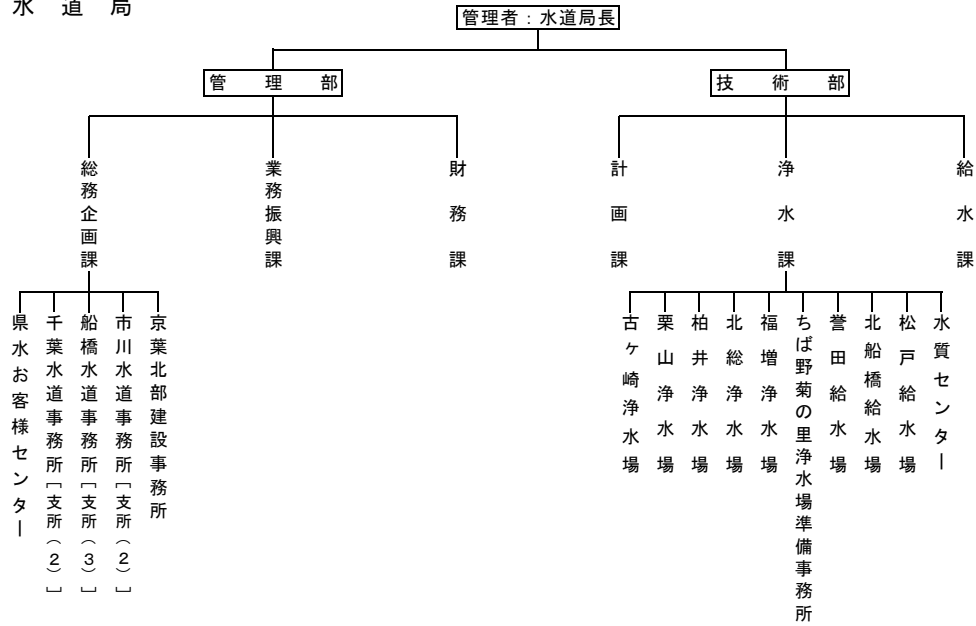 水道局
管理者：水道局長
管理部
技術部
総務企画課
業務振興課
財務課
計画課
浄水課
給水課
県水お客様センター
千葉水道事務所［支所（２）］
船橋水道事務所［支所（３）］
市川水道事務所［支所（２）］
京葉北部建設事務所
古ヶ崎浄水場
栗山浄水場
柏井浄水場
北総浄水場
福増浄水場
ちば野菊の里浄水場準備事務所
誉田給水場
北船橋給水場
松戸給水場
水質センター